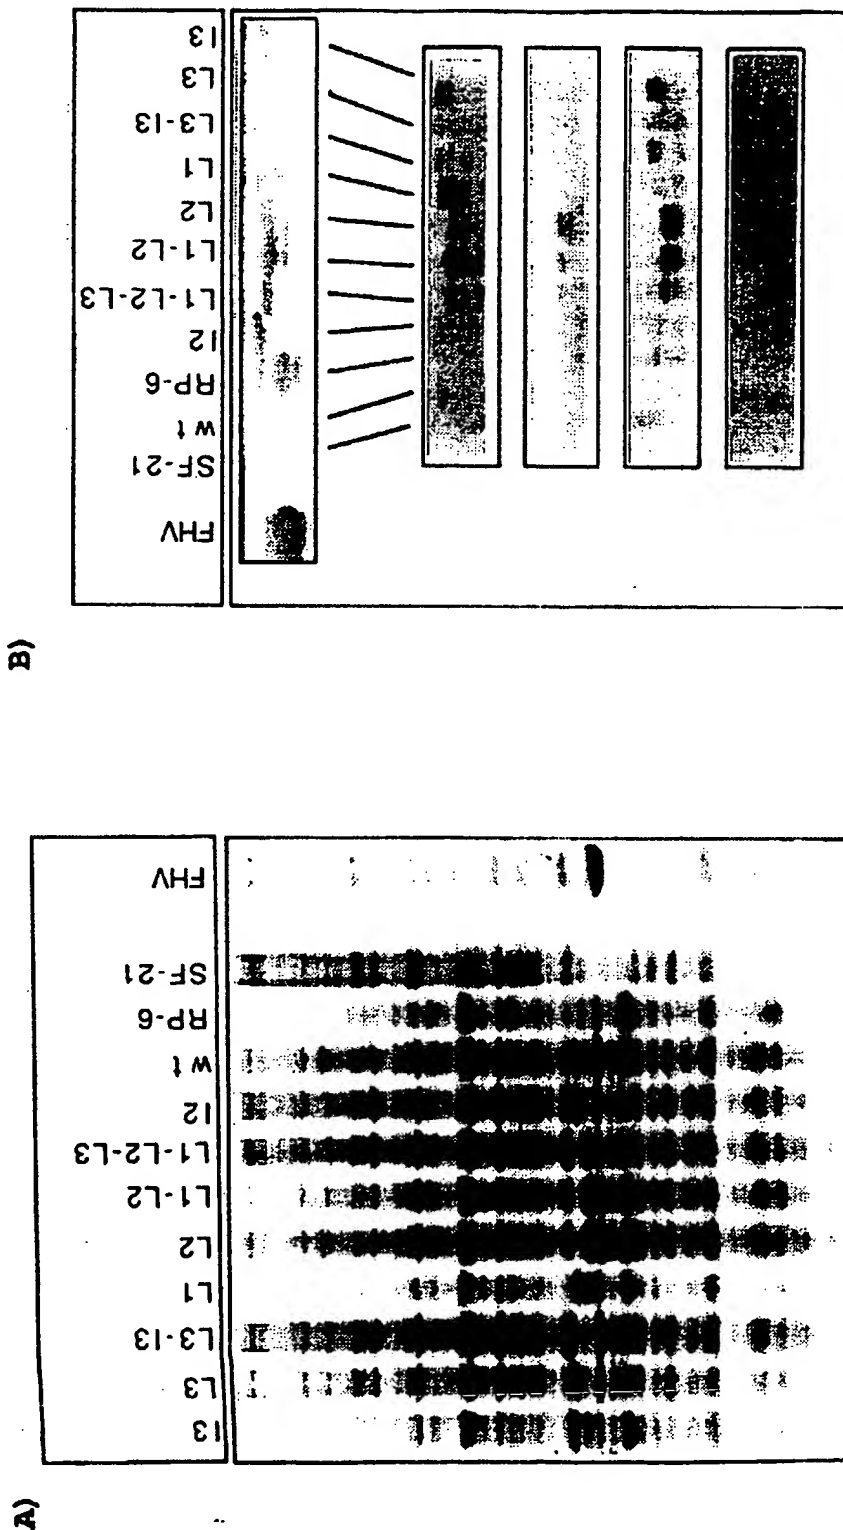 A)
I3
L3
L3-I3
L1
L2
L1-L2
L1-L2-L3
I2
wt
RP-6
SF-21
FHV
B)
FHV
SF-21
wt
RP-6
I2
L1-L2-L3
L1-L2
L2
L1
L3-I3
L3
I3